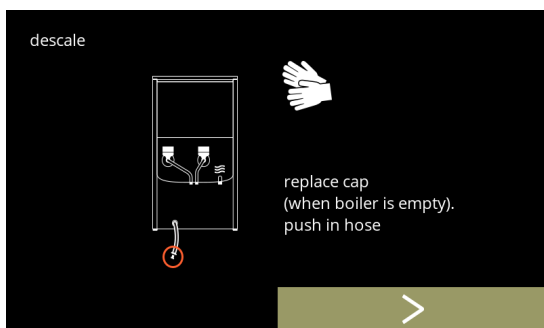 descale
replace cap
(when boiler is empty).
push in hose